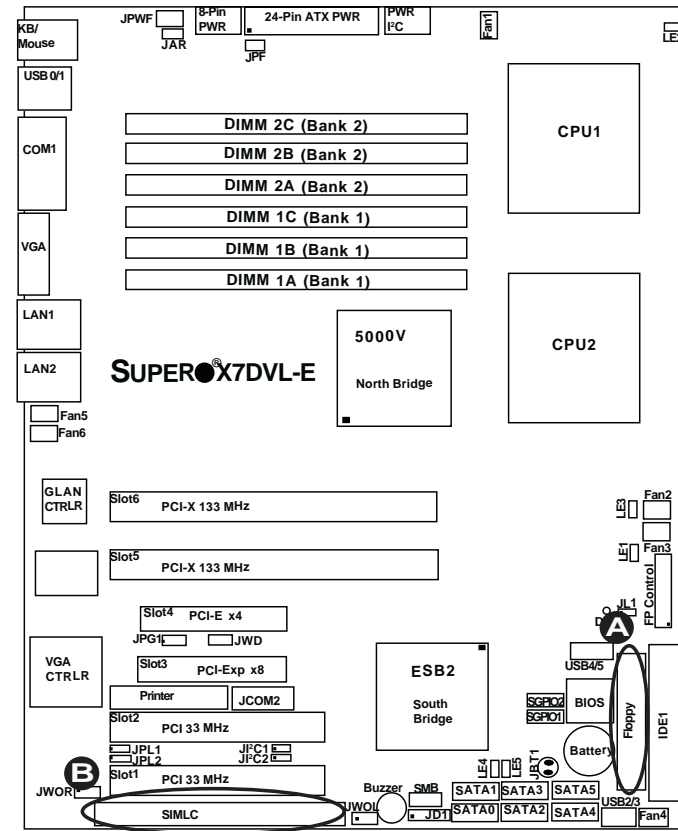 JPWF
JAR
8-Pin
PWR
24-Pin ATX PWR
JPF
PWR
I²C
Fan1
KB/
Mouse
USB 0/1
COM1
VGA
LAN1
LAN2
Fan5
Fan6
DIMM 2C (Bank 2)
DIMM 2B (Bank 2)
DIMM 2A (Bank 2)
DIMM 1C (Bank 1)
DIMM 1B (Bank 1)
DIMM 1A (Bank 1)
CPU1
CPU2
5000V
North Bridge
SUPER®X7DVL-E
GLAN
CTRLR
Slot6
PCI-X 133 MHz
Slot5
PCI-X 133 MHz
LE3
Fan2
LE1
Fan3
FP Control
JL1
A
Slot4
PCI-E x4
JPG1
JWD
Slot3
PCI-Exp x8
VGA
CTRLR
Printer
JCOM2
ESB2
South
Bridge
USB4/5
SGPIO2
SGPIO1
BIOS
Floppy
IDE1
Slot2
PCI 33 MHz
JPL1
JPL2
JI²C1
JI²C2
Battery
JBT1
LE4
LE5
B
JWOR
Slot1
PCI 33 MHz
SIMLC
JWOL
Buzzer
SMB
JD1
SATA1
SATA3
SATA5
SATA0
SATA2
SATA4
USB2/3
Fan4